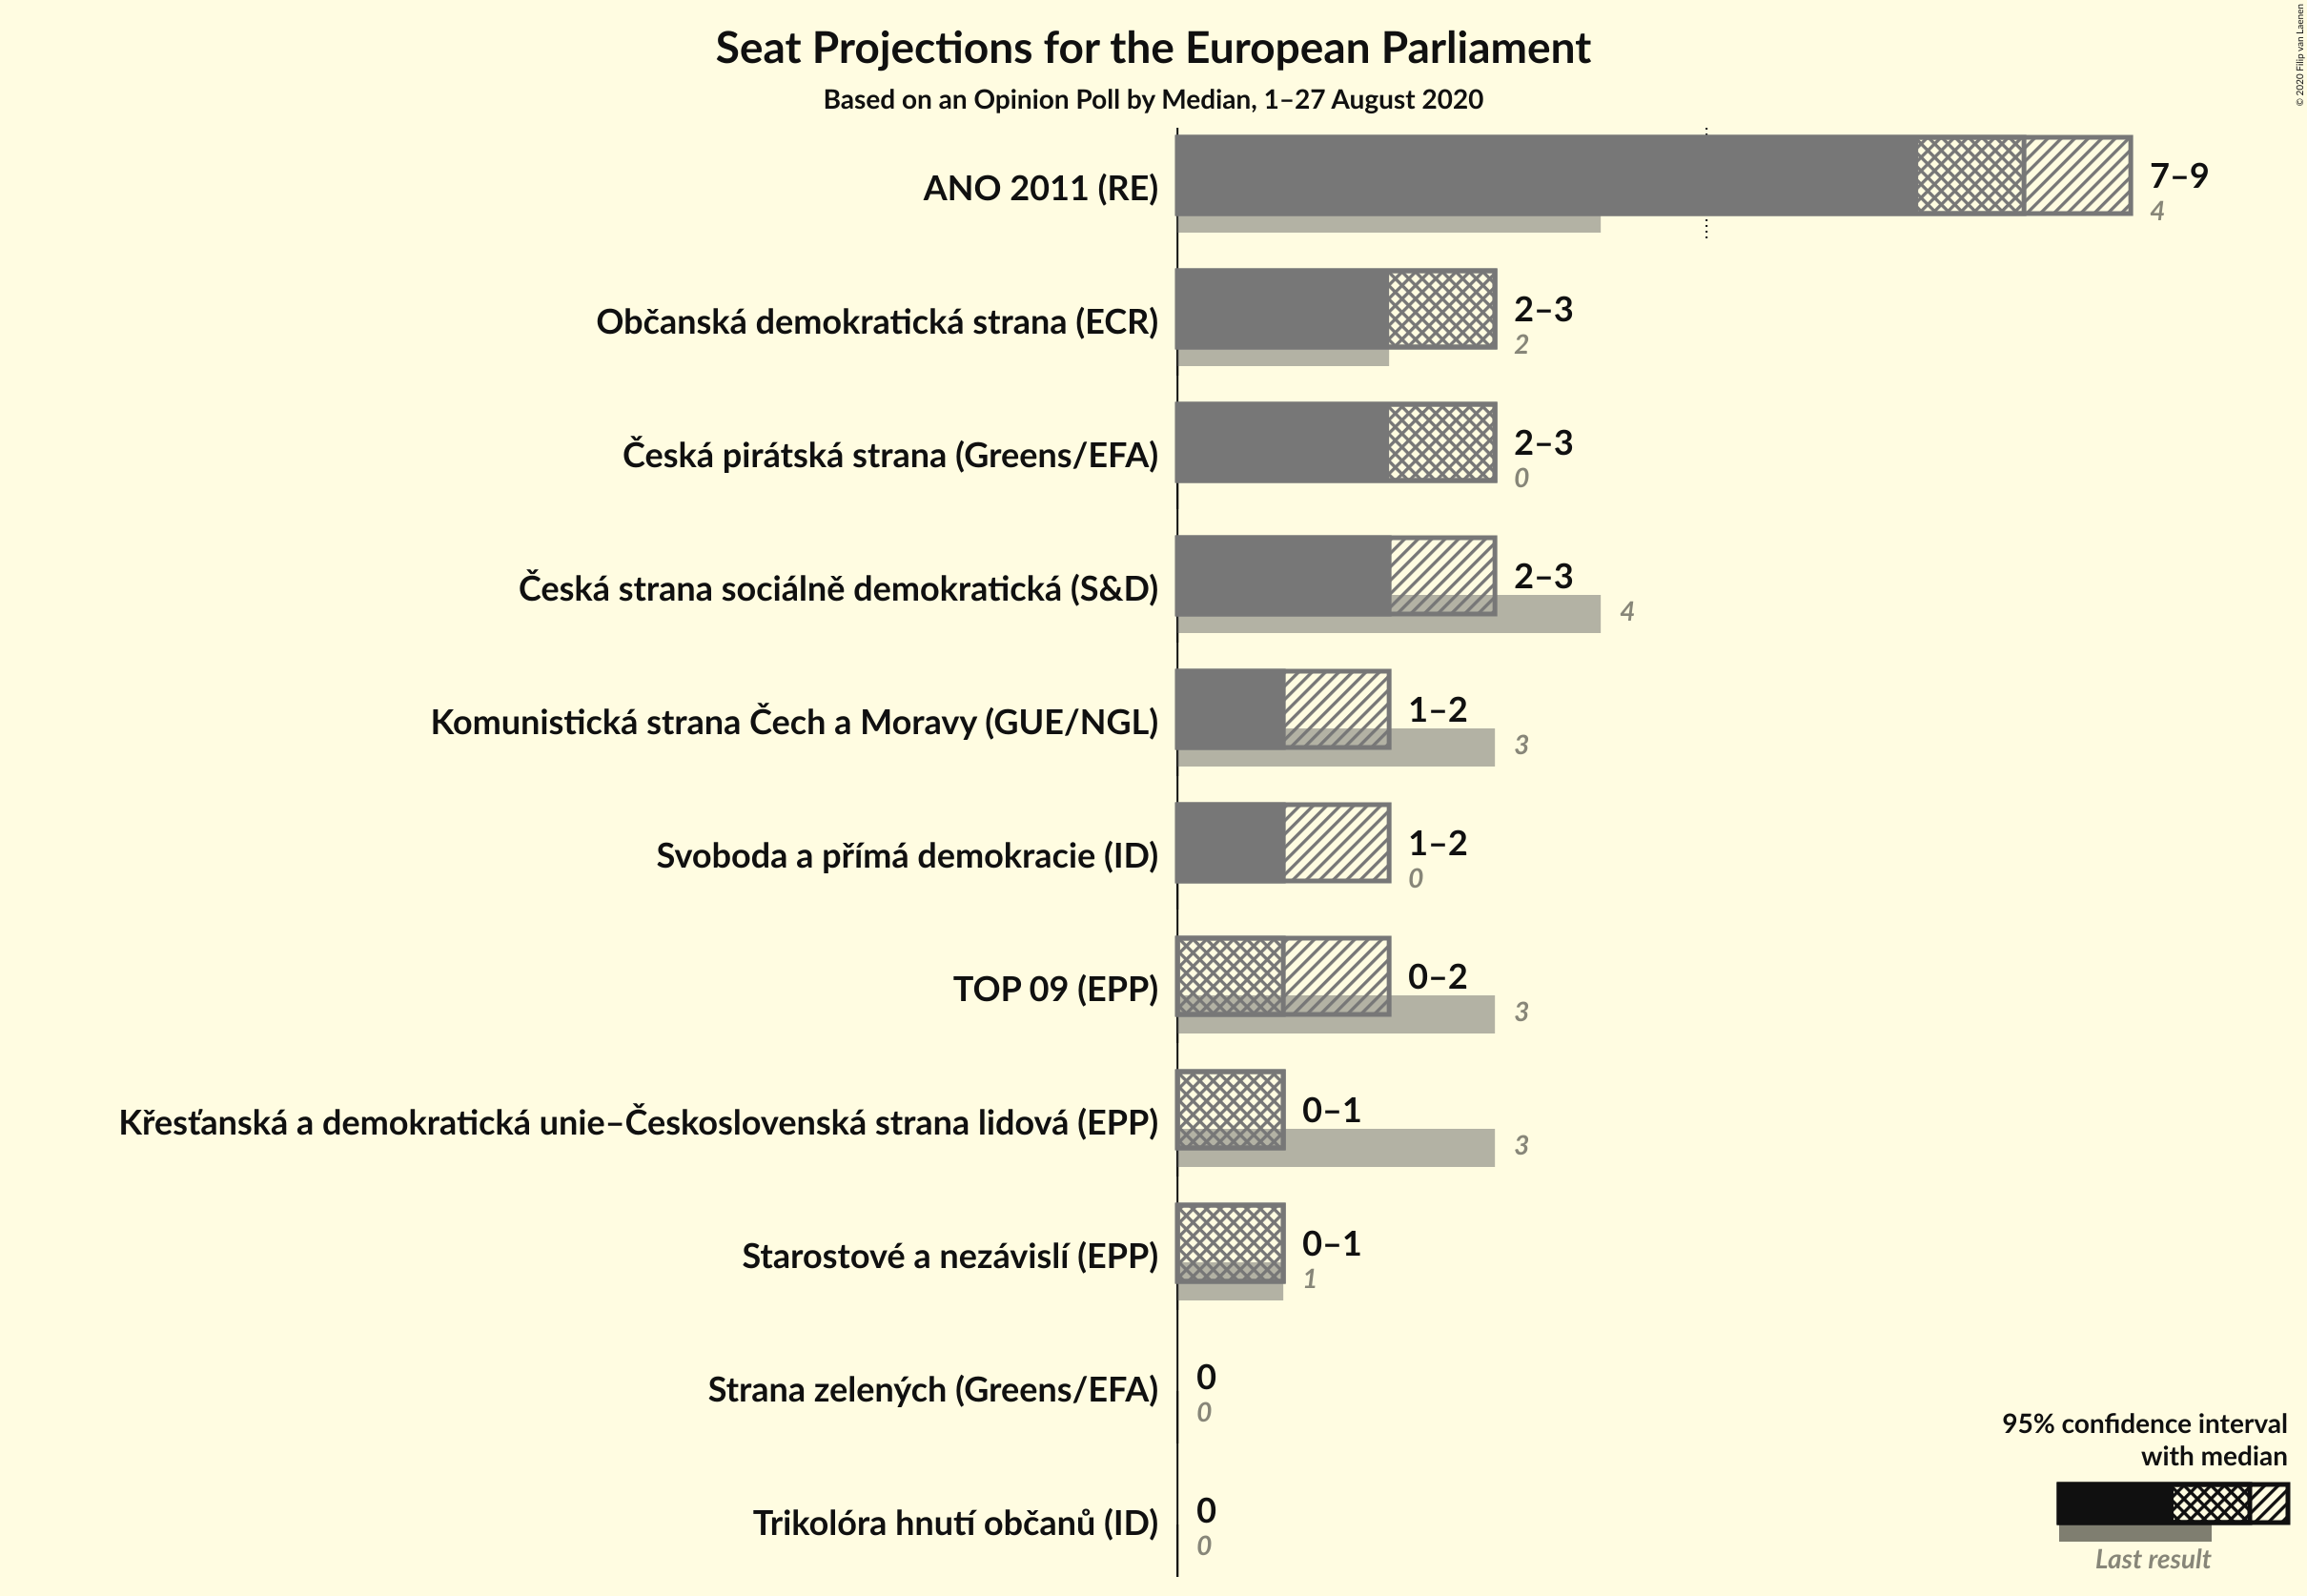 Seat Projections for the European Parliament
Based on an Opinion Poll by Median, 1–27 August 2020
© 2020 Filip van Laenen
ANO 2011 (RE)
7–9
4
Občanská demokratická strana (ECR)
2–3
2
Česká pirátská strana (Greens/EFA)
2–3
0
Česká strana sociálně demokratická (S&D)
2–3
4
Komunistická strana Čech a Moravy (GUE/NGL)
1–2
3
Svoboda a přímá demokracie (ID)
1–2
0
TOP 09 (EPP)
0–2
3
Křesťanská a demokratická unie–Československá strana lidová (EPP)
0–1
3
Starostové a nezávislí (EPP)
0–1
1
Strana zelených (Greens/EFA)
0
0
Trikolóra hnutí občanů (ID)
0
0
95% confidence interval
with median
Last result